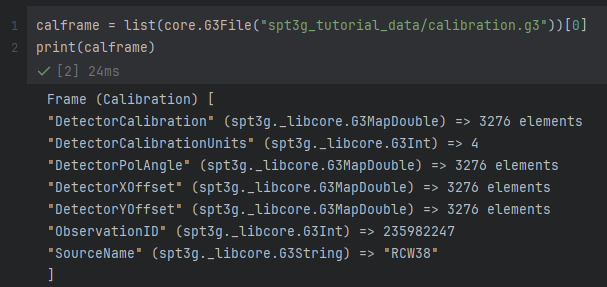 1 calframe = list(core.G3File("spt3g_tutorial_data/calibration.g3"))[0]
2 print(calframe)
[2] 24ms
Frame (Calibration) [
"DetectorCalibration" (spt3g._libcore.G3MapDouble) => 3276 elements
"DetectorCalibrationUnits" (spt3g._libcore.G3Int) => 4
"DetectorPolAngle" (spt3g._libcore.G3MapDouble) => 3276 elements
"DetectorXOffset" (spt3g._libcore.G3MapDouble) => 3276 elements
"DetectorYOffset" (spt3g._libcore.G3MapDouble) => 3276 elements
"ObservationID" (spt3g._libcore.G3Int) => 235982247
"SourceName" (spt3g._libcore.G3String) => "RCW38"
]